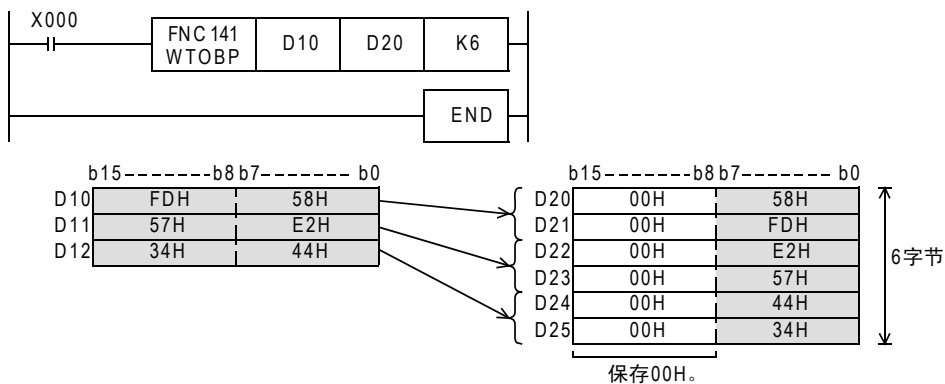 X000
FNC 141
WTOBP D10 D20 K6
END
b15-------b8 b7------- b0
b15-------b8 b7------- b0
D10 FDH 58H
D11 57H E2H
D12 34H 44H
D20 00H 58H
D21 00H FDH
D22 00H E2H
D23 00H 57H
D24 00H 44H
D25 00H 34H
6字节
保存00H。